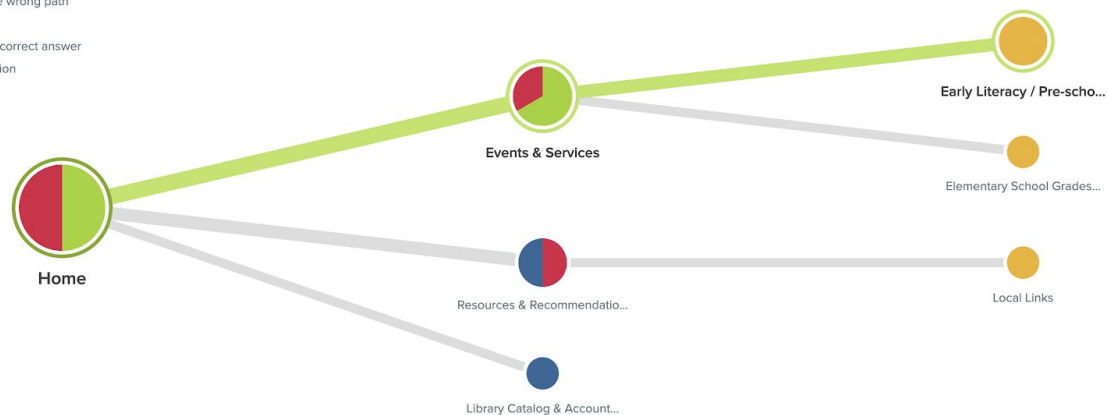 wrong path
correct answer
Early Literacy / Pre-scho...
Events & Services
Elementary School Grades...
Home
Resources & Recommendatio...
Local Links
Library Catalog & Account...